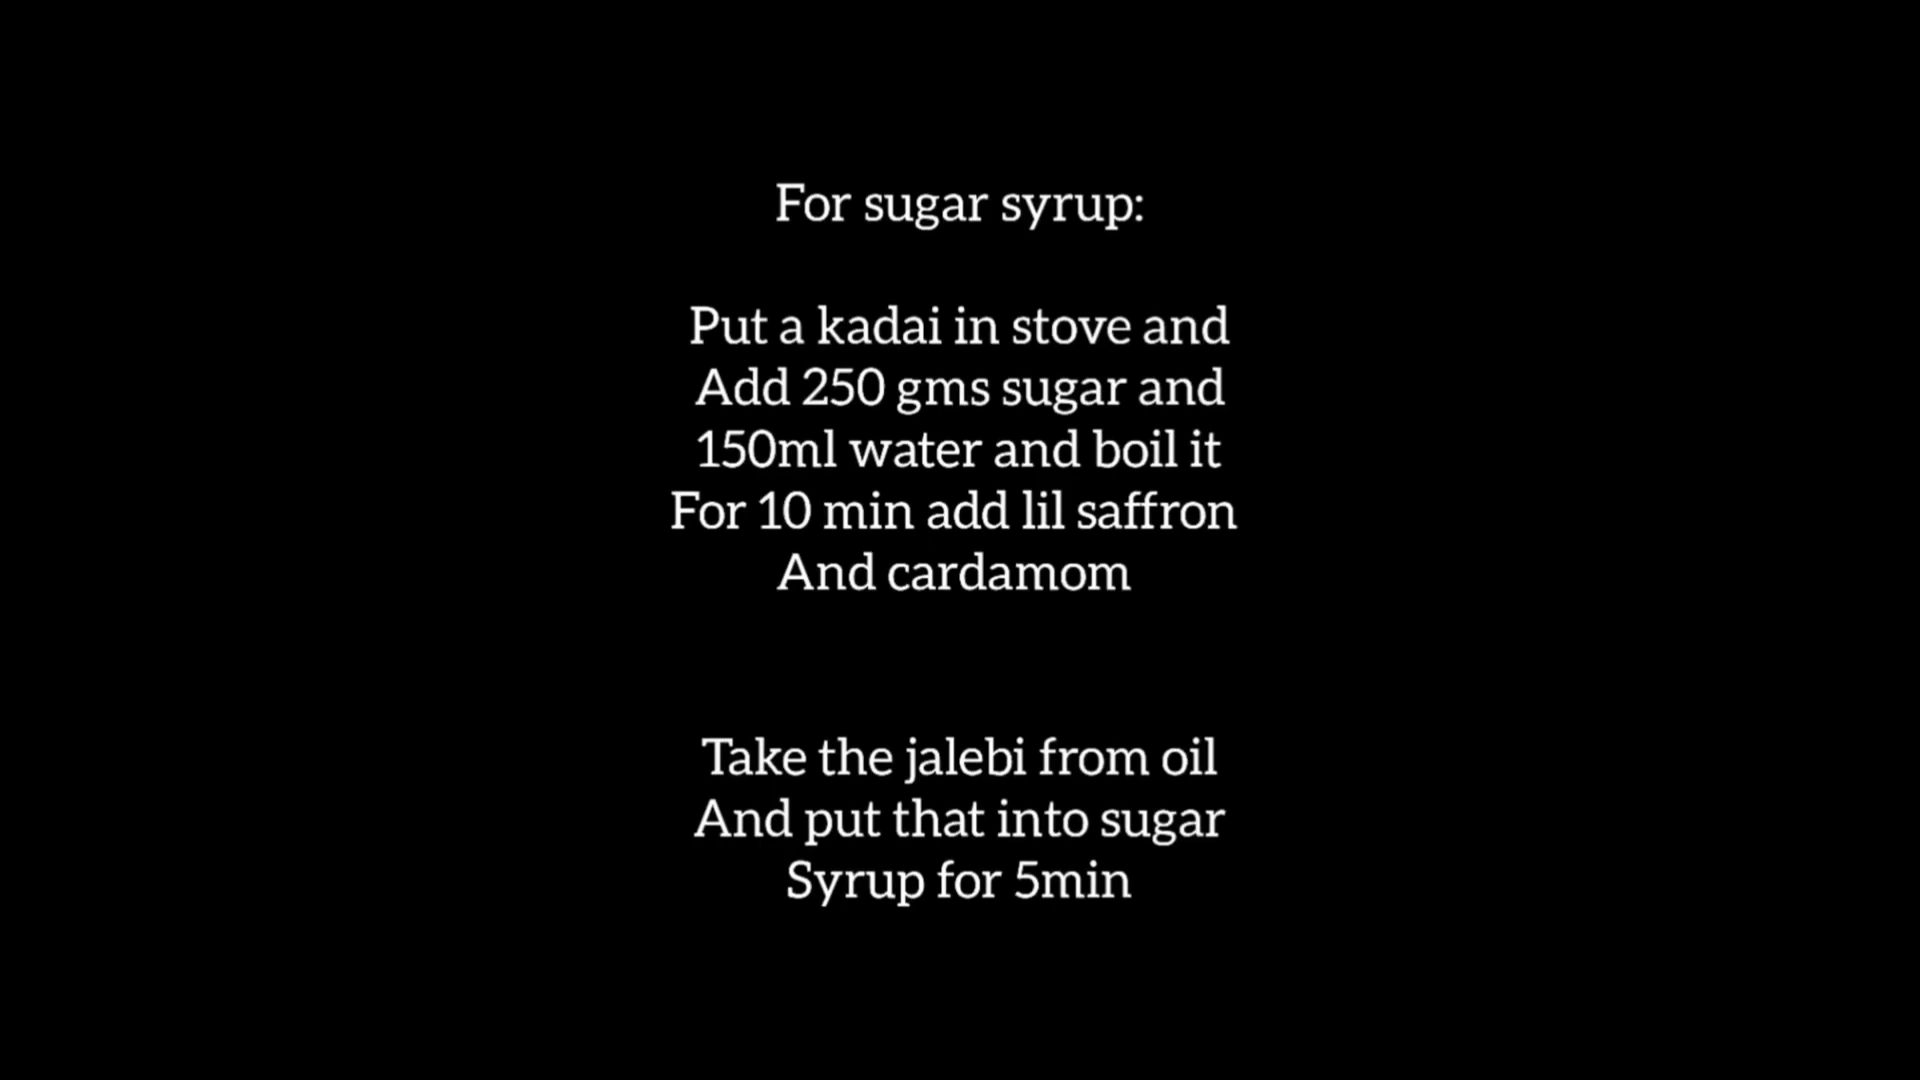 For sugar syrup:
Put a kadai in stove and
Add 250 gms sugar and
150ml water and boil it
For 10 min add lil saffron
And cardamom
Take the jalebi from oil
And put that into sugar
Syrup for 5min